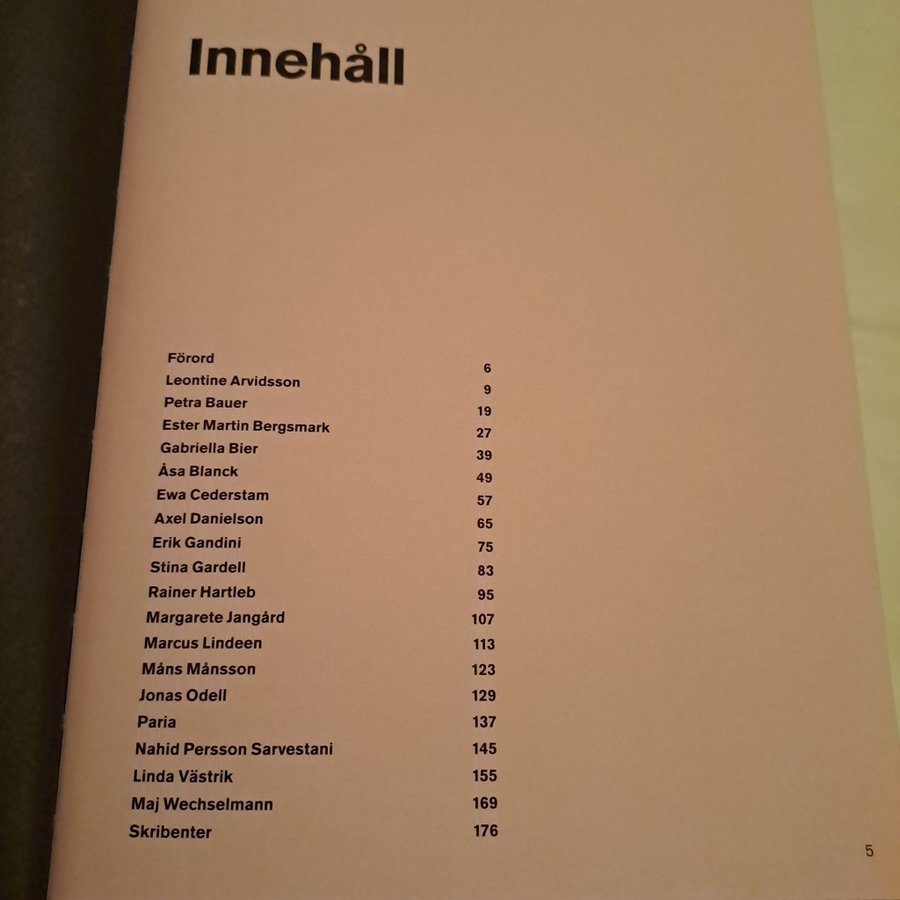 Innehåll
Förord 6
Leontine Arvidsson 9
Petra Bauer 19
Ester Martin Bergsmark 27
Gabriella Bier 39
Åsa Blanck 49
Ewa Cederstam 57
Axel Danielson 65
Erik Gandini 75
Stina Gardell 83
Rainer Hartleb 95
Margarete Jangård 107
Marcus Lindeen 113
Måns Månsson 123
Jonas Odell 129
Paria 137
Nahid Persson Sarvestani 145
Linda Västrik 155
Maj Wechselmann 169
Skribenter 176
5